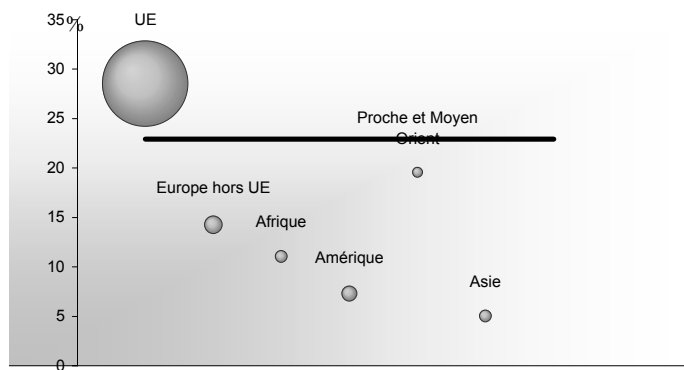 35
%
UE
30
25
Proche et Moyen
Orient
20
Europe hors UE
15
Afrique
Amérique
10
Asie
5
0